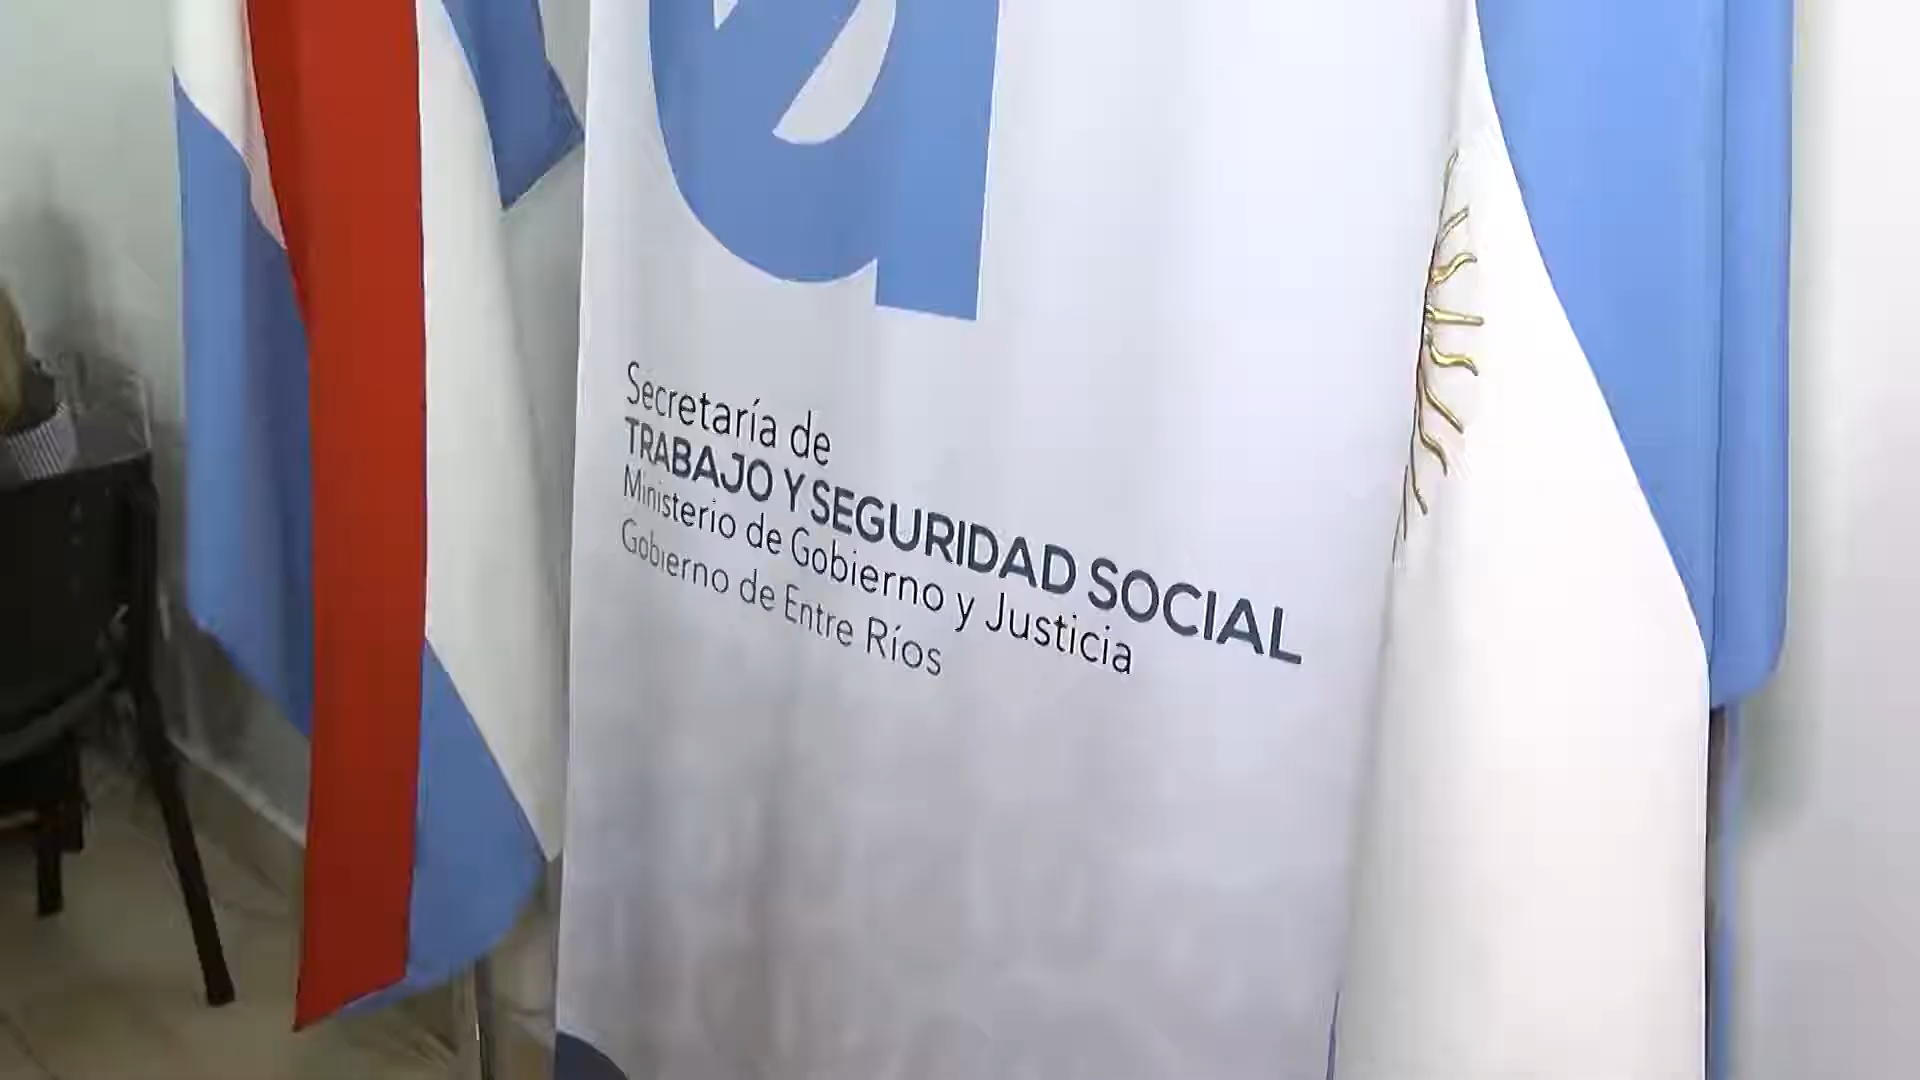 Secretaría de
TRABAJO Y SEGURIDAD SOCIAL
Ministerio de Gobierno y Justicia
Gobierno de Entre Ríos